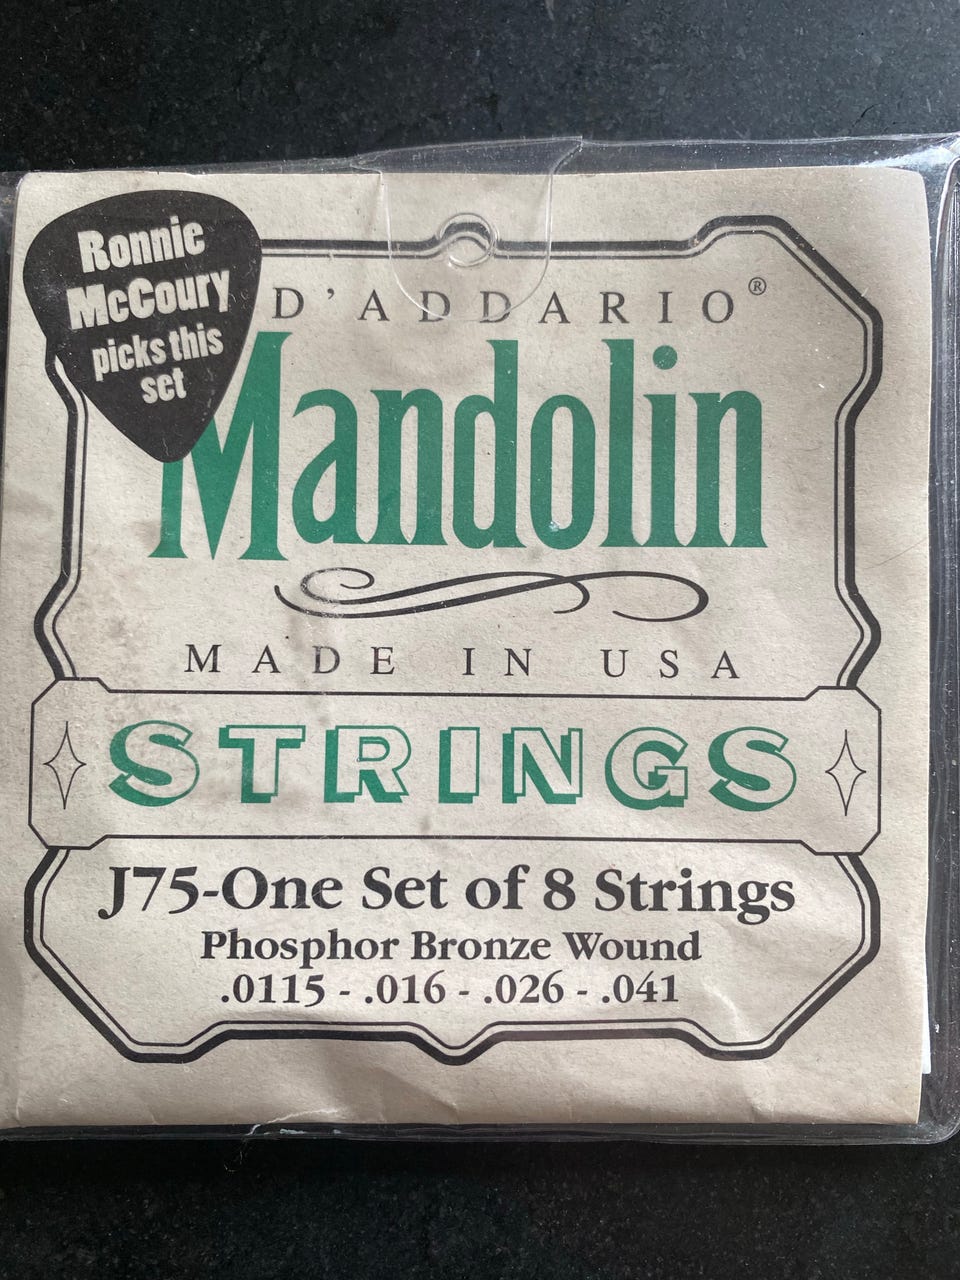 Ronnie
McCoury
picks this
set
D'ADDARIO®
Mandolin
MADE IN USA
STRINGS
J75-One Set of 8 Strings
Phosphor Bronze Wound
.0115 - .016 - .026 - .041